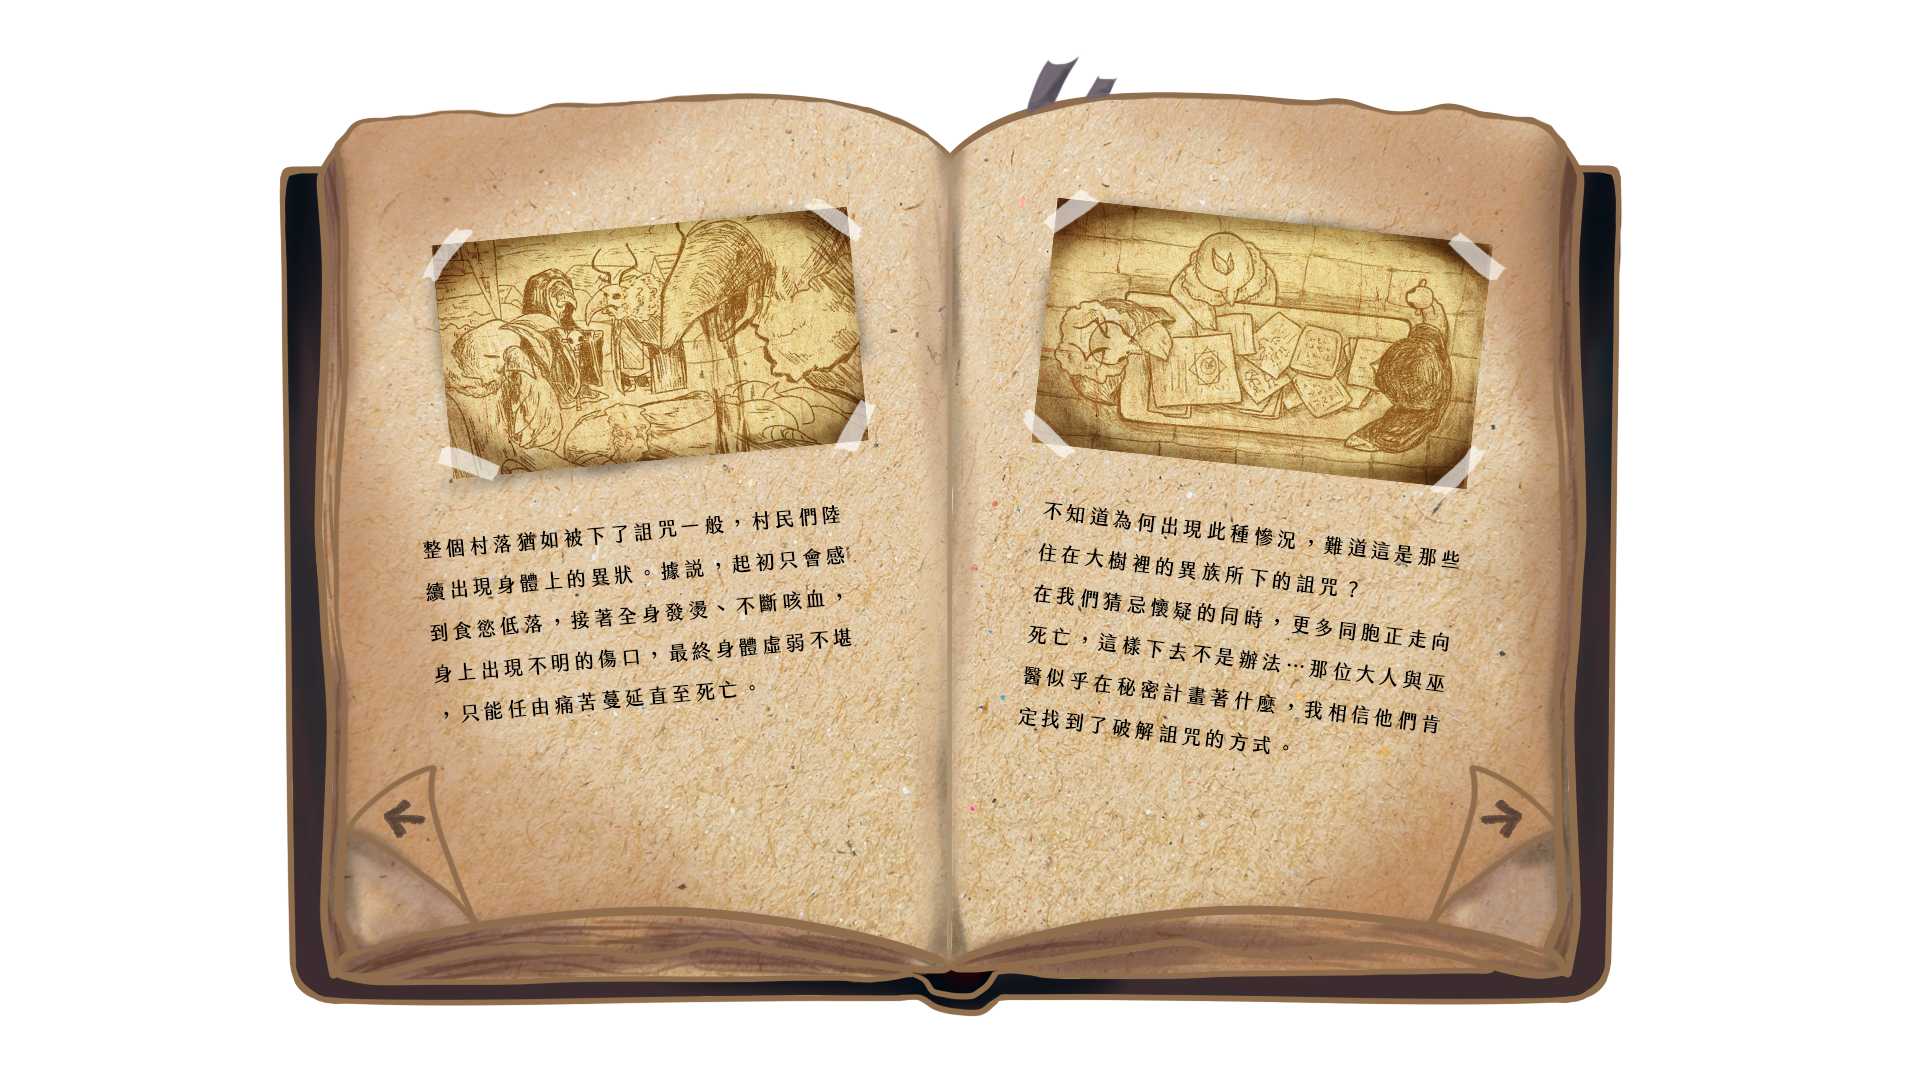 整個村落猶如被下了詛咒一般，村民們陸
續出現身體上的異狀。據説，起初只會感
到食慾低落，接著全身發燙、不斷咳血，
身上出現不明的傷口，最終身體虛弱不堪
，只能任由痛苦蔓延直至死亡。
不知道為何出現此種慘況，難道這是那些
住在大樹裡的異族所下的詛咒？
在我們猜忌懷疑的同時，更多同胞正走向
死亡，這樣下去不是辦法…那位大人與巫
醫似乎在秘密計畫著什麼，我相信他們肯
定找到了破解詛咒的方式。